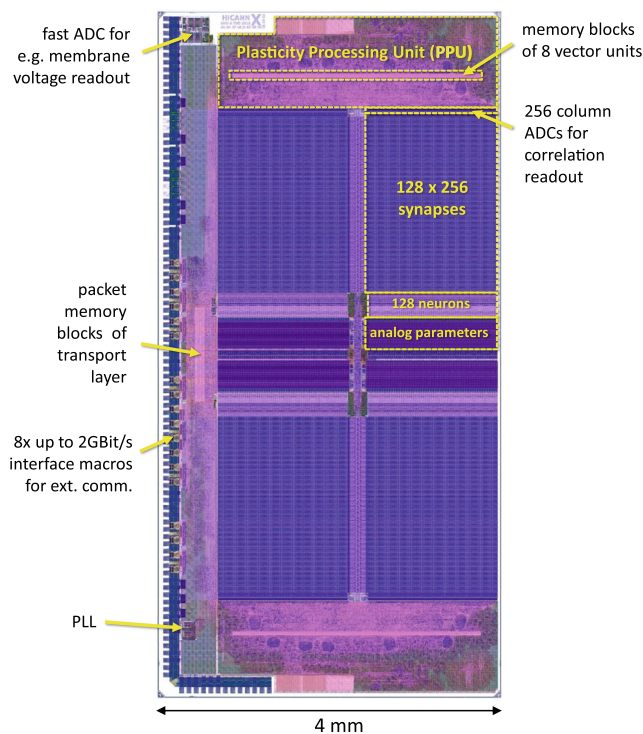 fast ADC for
e.g. membrane
voltage readout
HiCANN X
Plasticity Processing Unit (PPU)
memory blocks
of 8 vector units
256 column
ADCs for
correlation
readout
128 x 256
synapses
128 neurons
analog parameters
packet
memory
blocks of
transport
layer
8x up to 2GBit/s
interface macros
for ext. comm.
PLL
4 mm